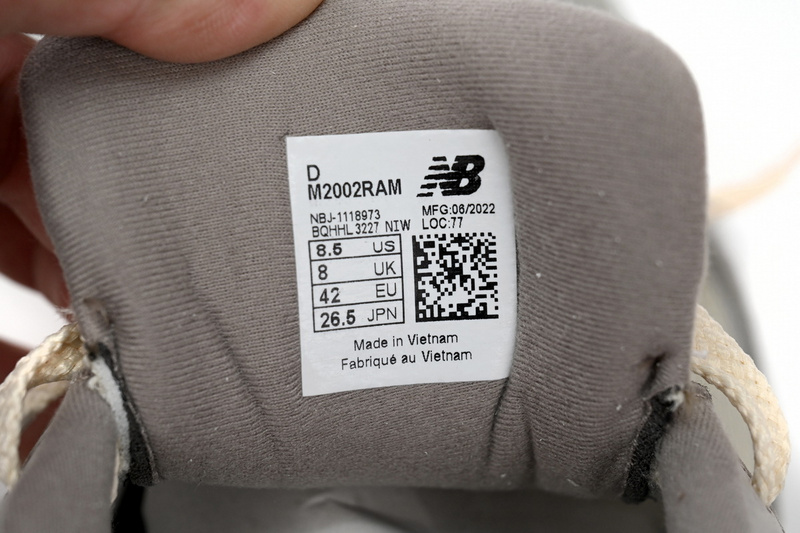 D
M2002RAM
NB
NBJ-1118973
MFG:06/2022
BQHHL 3227 NIW
LOC:77
8.5 US
8 UK
42 EU
26.5 JPN
Made in Vietnam
Fabriqué au Vietnam